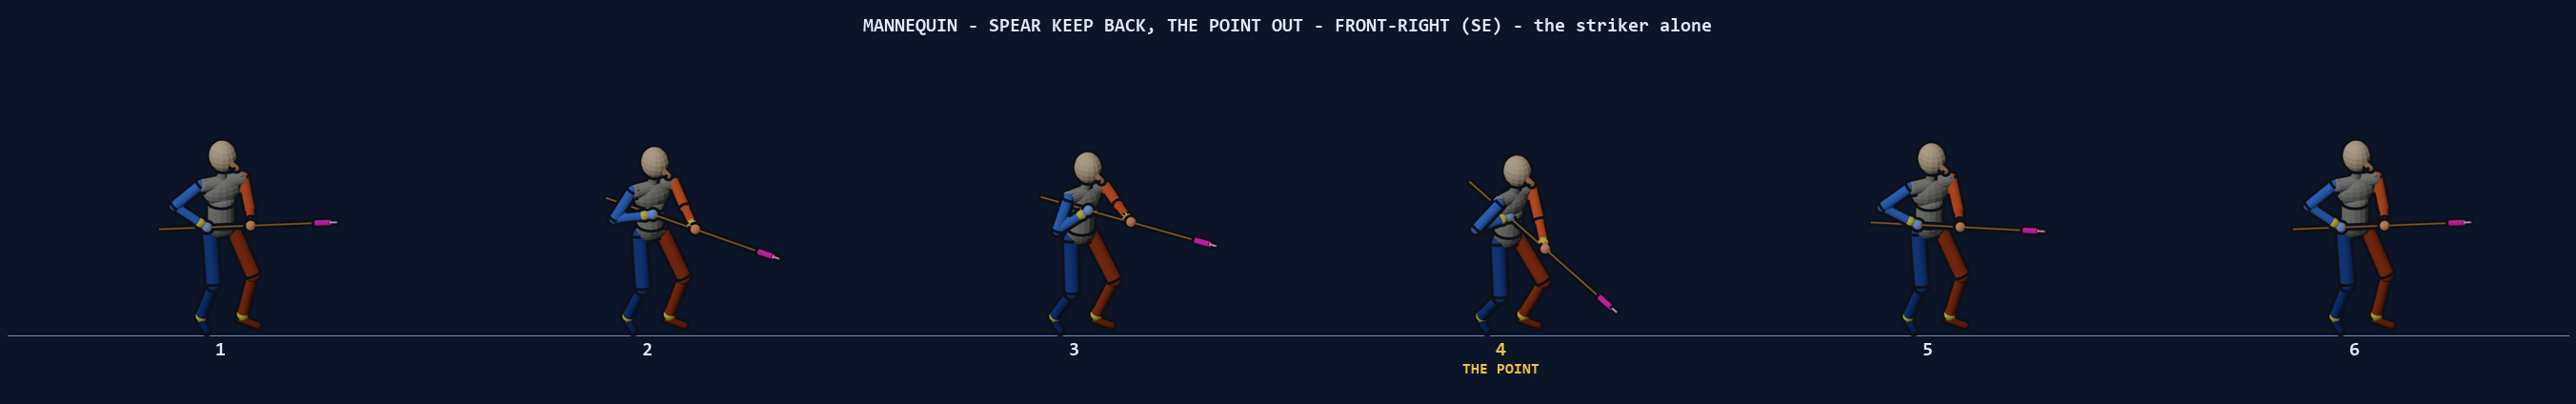 MANNEQUIN - SPEAR KEEP BACK, THE POINT OUT - FRONT-RIGHT (SE) - the striker alone
1 2 3 4 5 6
THE POINT